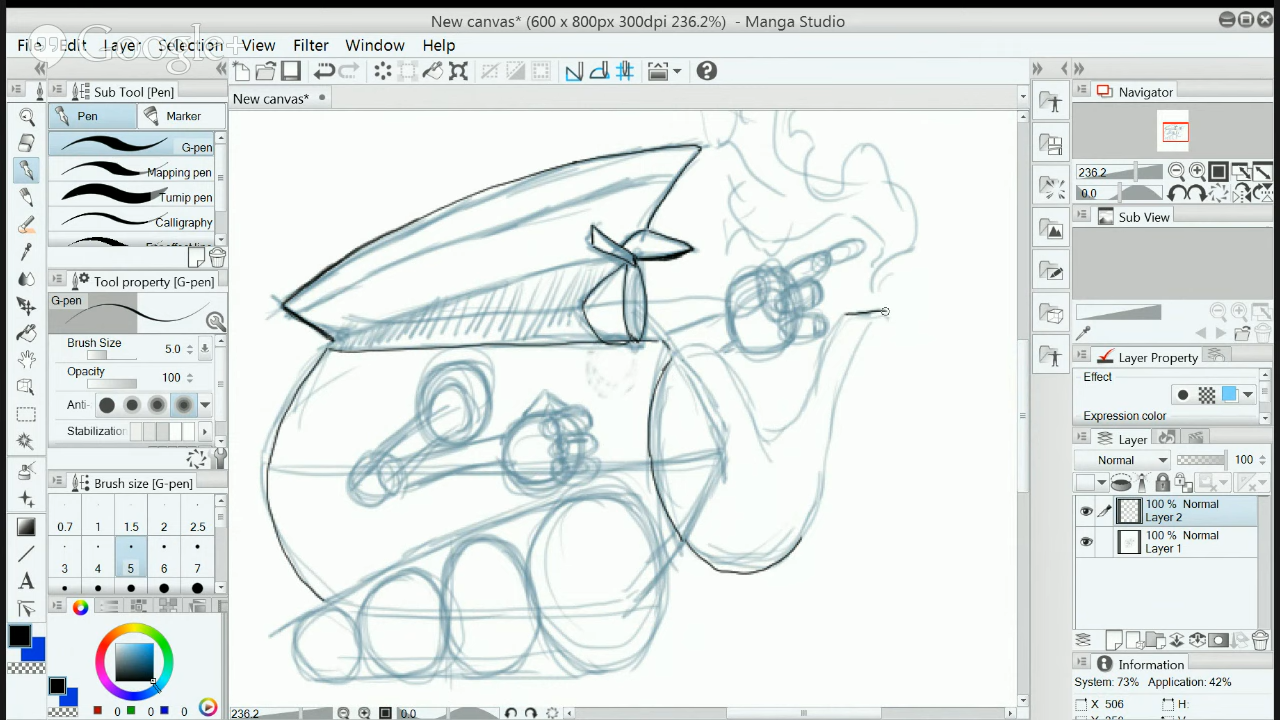 New canvas* (600 x 800px 300dpi 236.2%) - Manga Studio
File Edit Layer Selection View Filter Window Help
Google+
Sub Tool [Pen]
New canvas*
Navigator
Pen Marker
G-pen
Mapping pen
Turnip pen
Calligraphy
236.2
0.0
Sub View
Tool property [G-pen]
G-pen
Brush Size 5.0
Opacity 100
Anti-
Stabilization
Layer Property
Effect
Expression color
Layer
Normal 100
Brush size [G-pen]
0.7 1 1.5 2 2.5
3 4 5 6 7
100 % Normal
Layer 2
100 % Normal
Layer 1
Information
System: 73% Application: 42%
X 506 H:
0 0 0
236.2 0.0